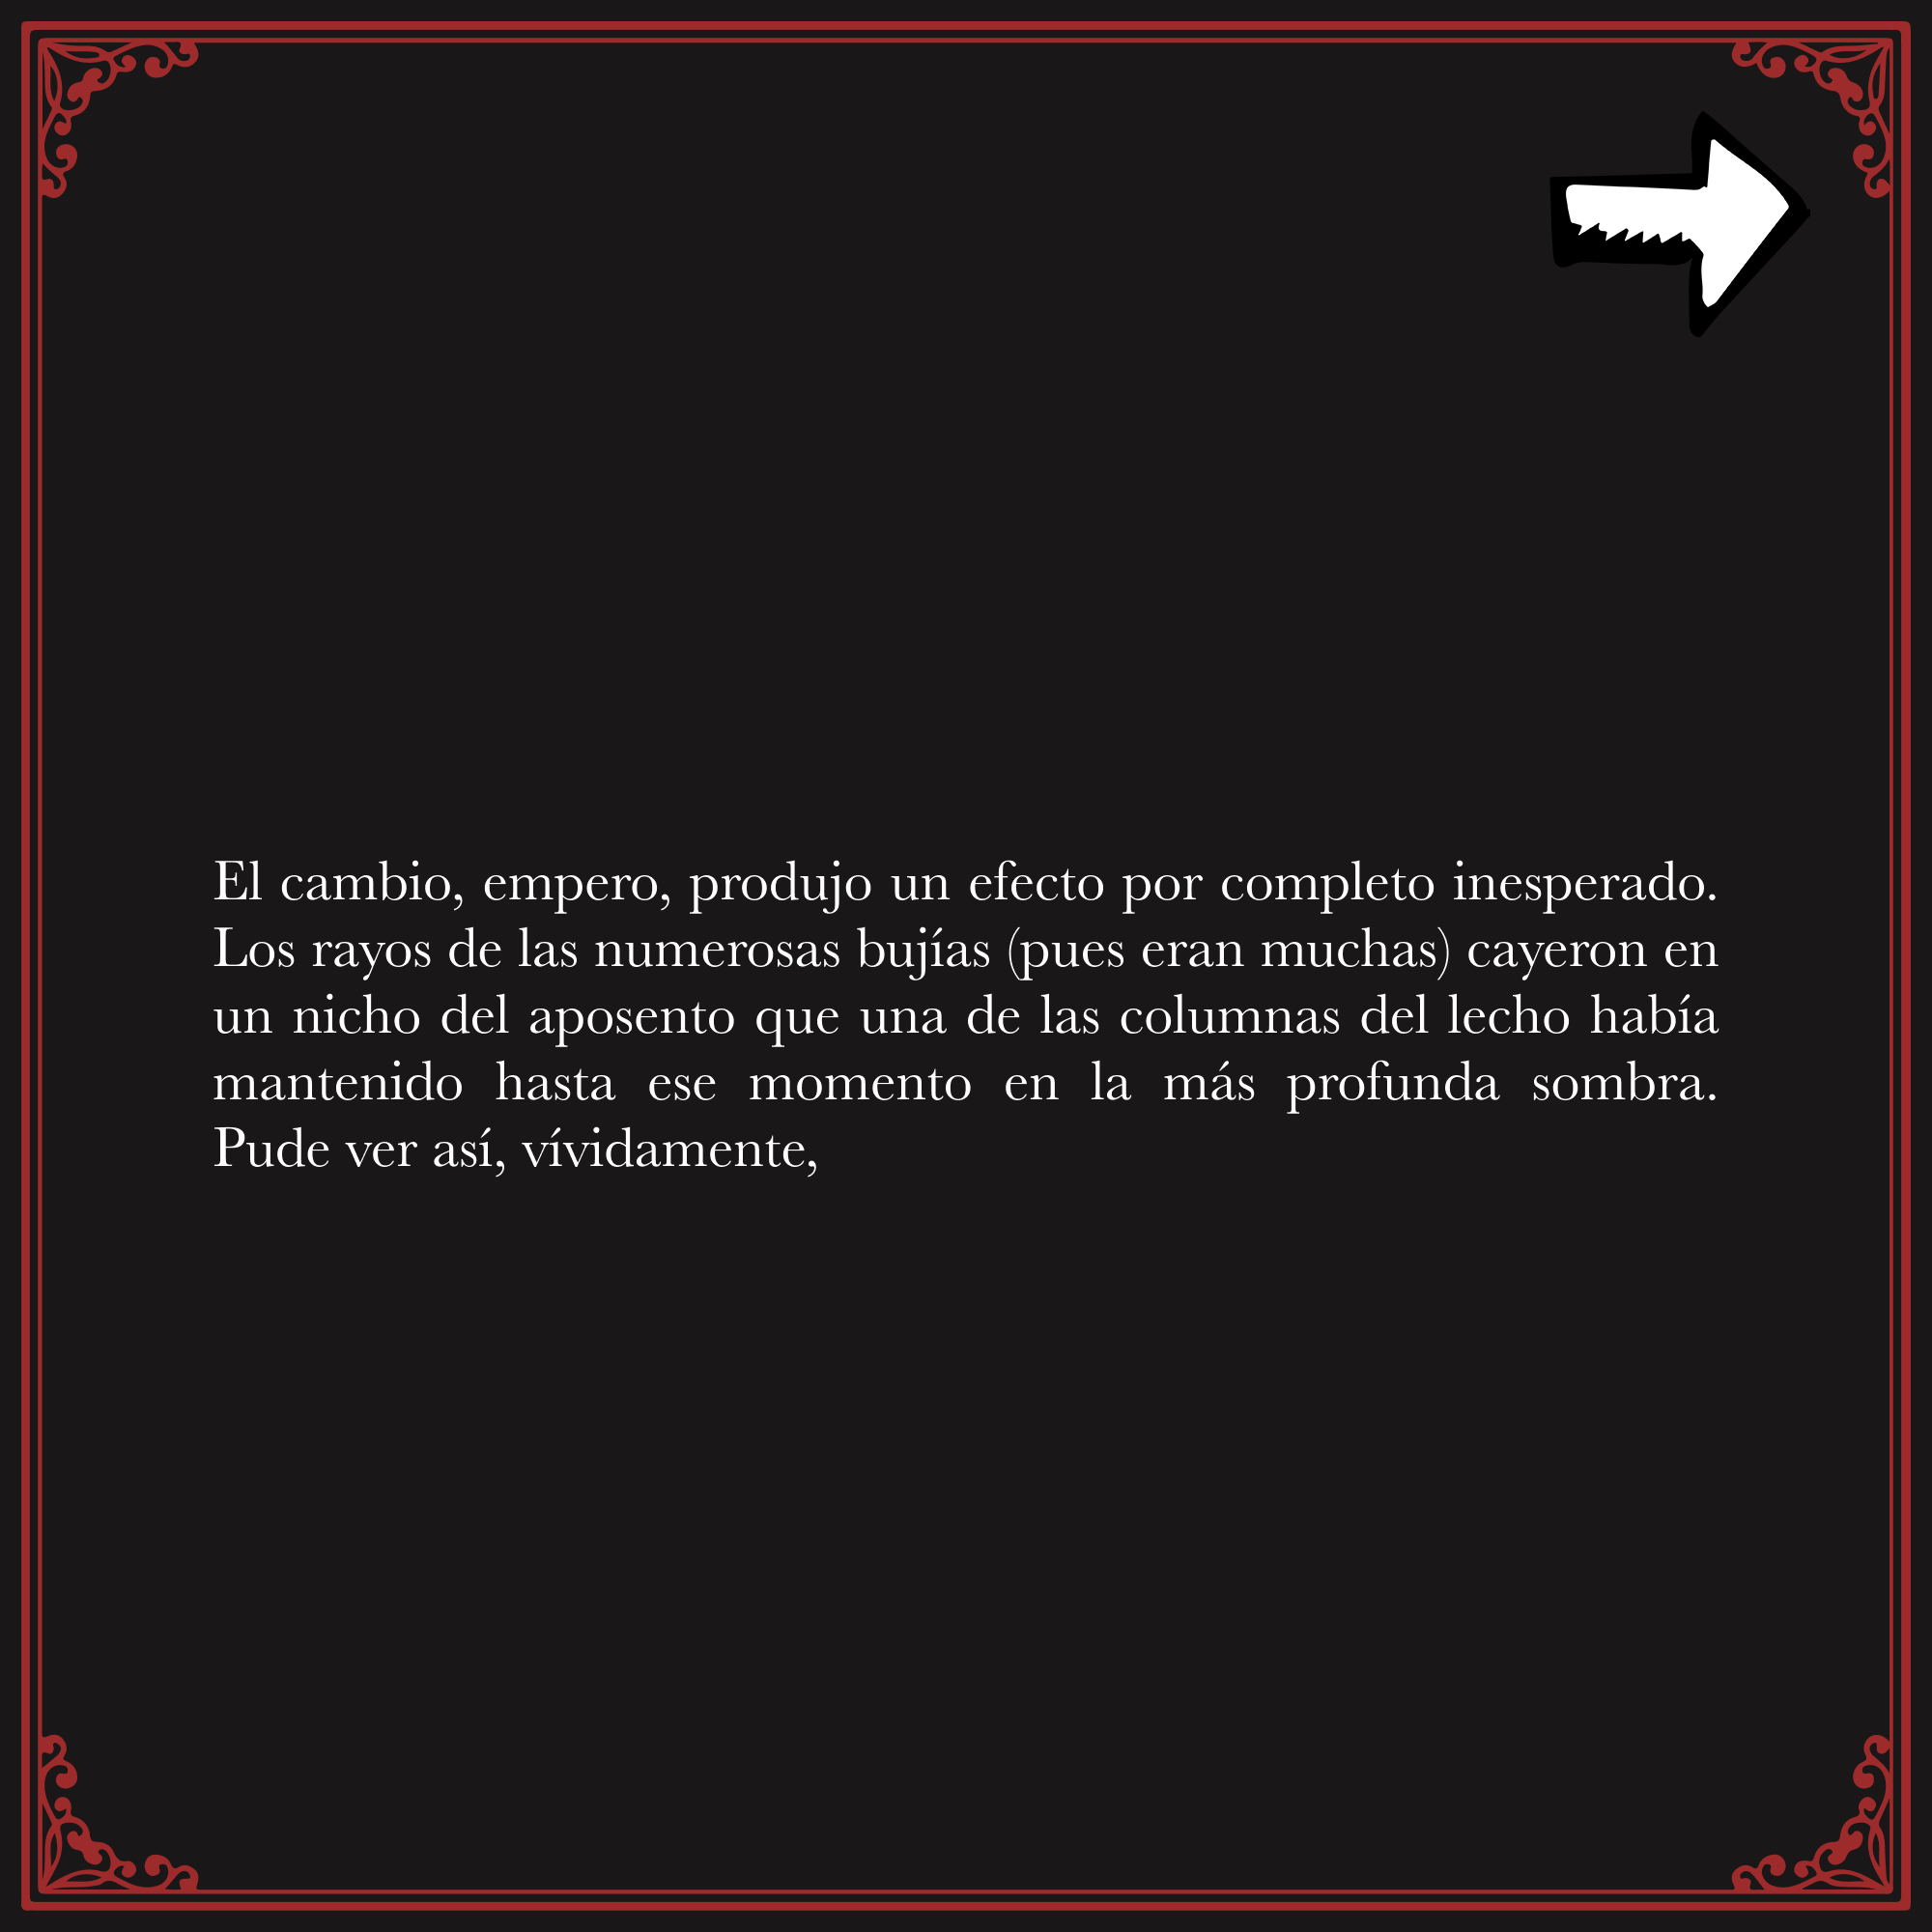 El cambio, empero, produjo un efecto por completo inesperado.
Los rayos de las numerosas bujías (pues eran muchas) cayeron en
un nicho del aposento que una de las columnas del lecho había
mantenido hasta ese momento en la más profunda sombra.
Pude ver así, vívidamente,